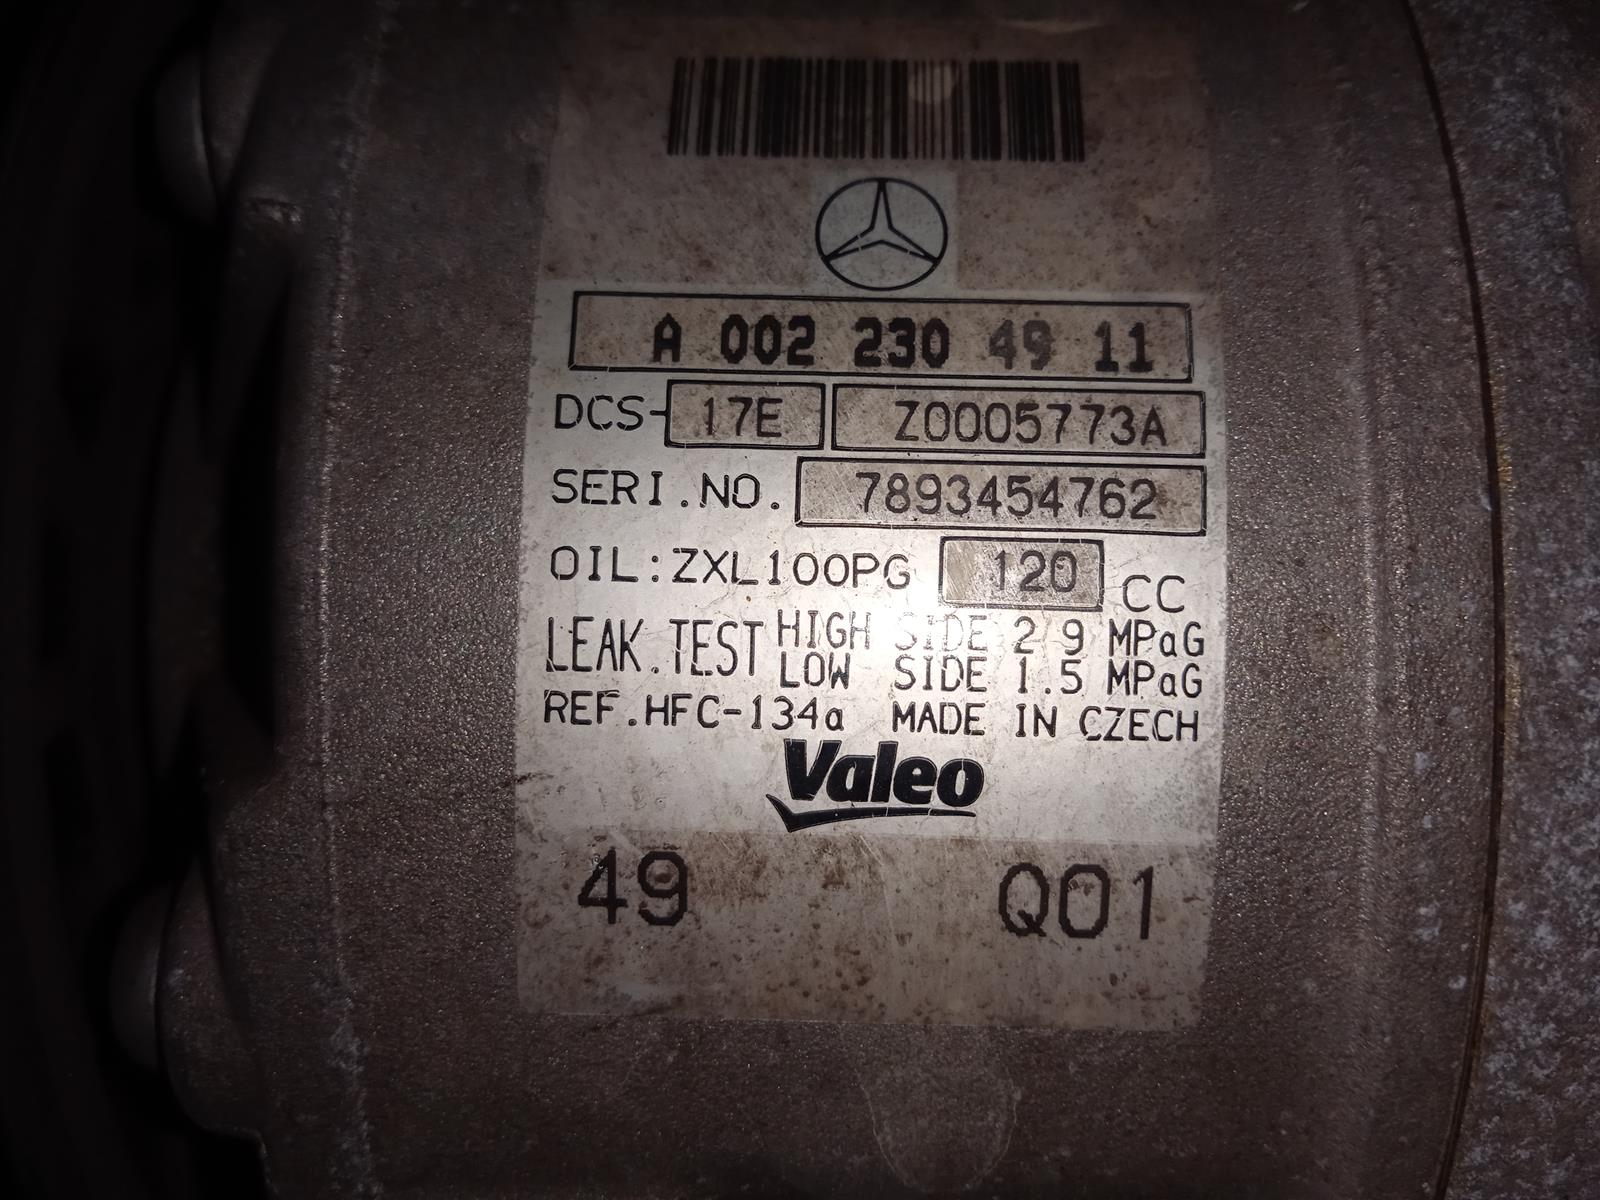 A 002 230 49 11
DCS- 17E Z0005773A
SERI.NO. 7893454762
OIL:ZXL100PG 120 CC
LEAK.TEST HIGH SIDE 2.9 MPaG
LOW SIDE 1.5 MPaG
REF.HFC-134a MADE IN CZECH
Valeo
49 Q01